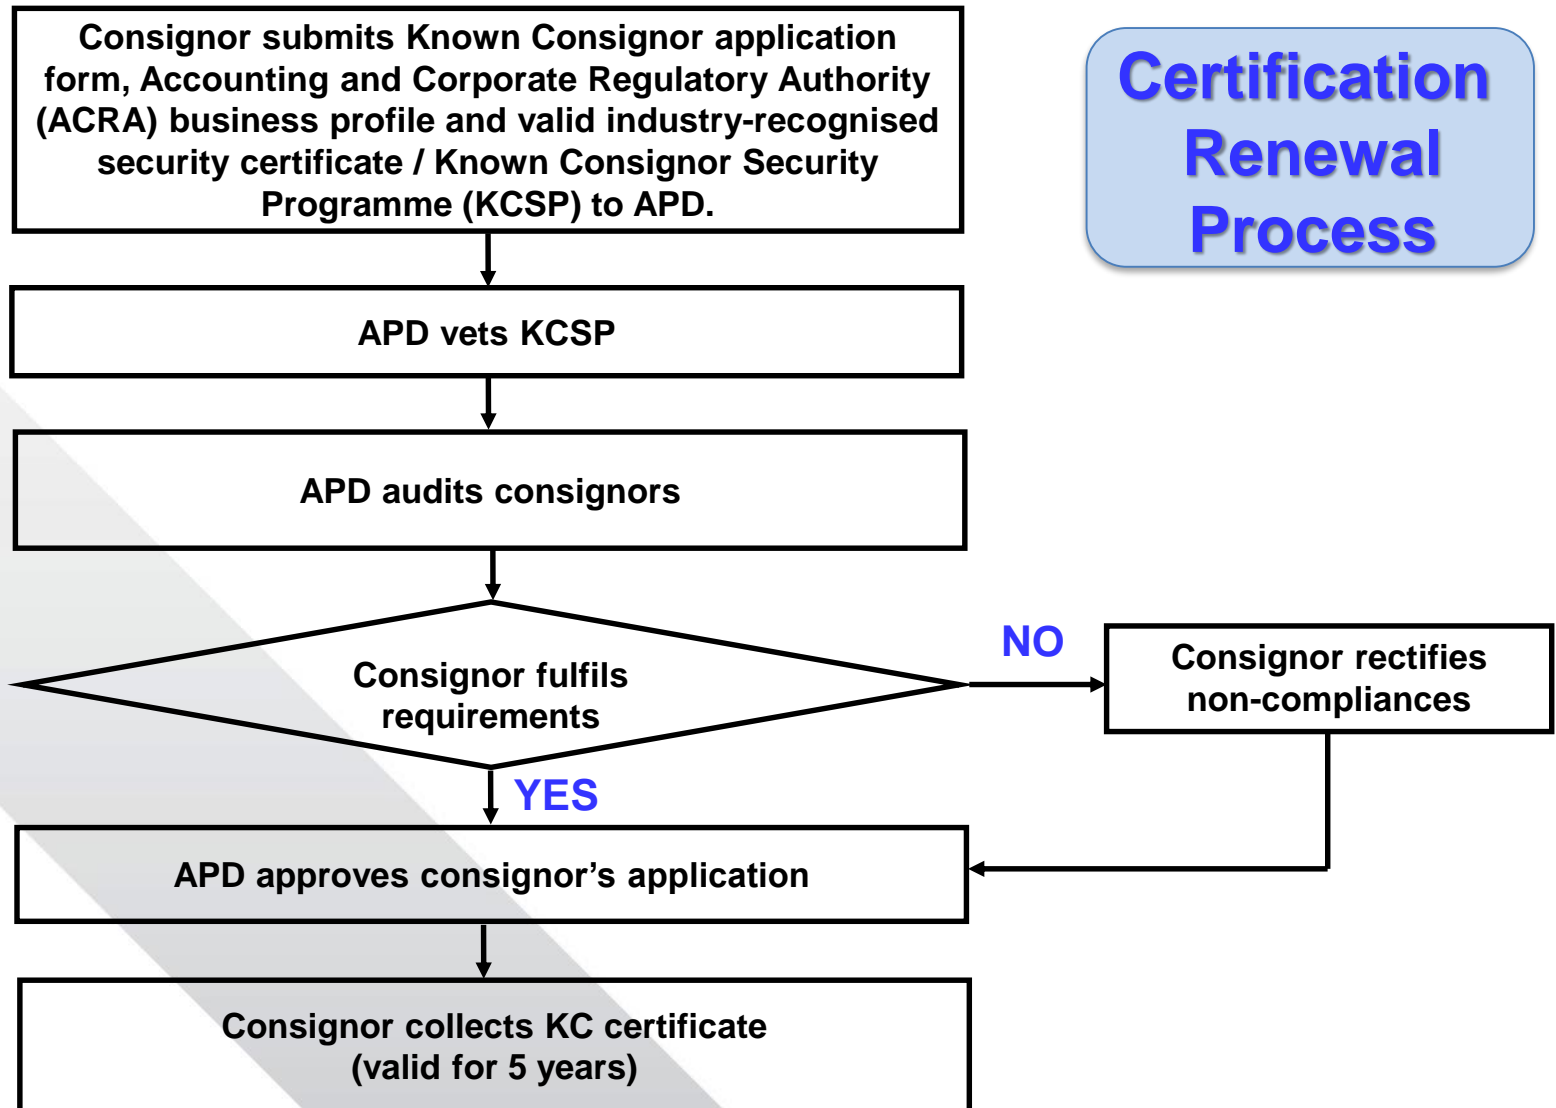 Consignor submits Known Consignor application
form, Accounting and Corporate Regulatory Authority
(ACRA) business profile and valid industry-recognised
security certificate / Known Consignor Security
Programme (KCSP) to APD.
Certification
Renewal
Process
APD vets KCSP
APD audits consignors
Consignor fulfils
requirements
NO
Consignor rectifies
non-compliances
YES
APD approves consignor’s application
Consignor collects KC certificate
(valid for 5 years)